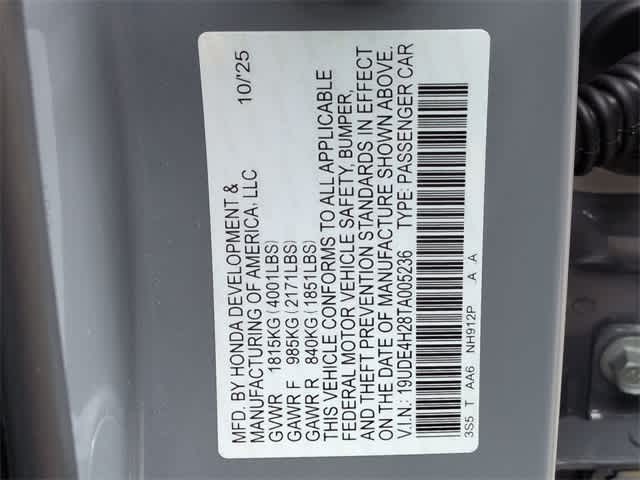 MFD. BY HONDA DEVELOPMENT & 10/'25
MANUFACTURING OF AMERICA, LLC
GVWR 1815KG (4001LBS)
GAWR F 985KG (2171LBS)
GAWR R 840KG (1851LBS)
THIS VEHICLE CONFORMS TO ALL APPLICABLE
FEDERAL MOTOR VEHICLE SAFETY, BUMPER,
AND THEFT PREVENTION STANDARDS IN EFFECT
ON THE DATE OF MANUFACTURE SHOWN ABOVE.
V.I.N.: 19UDE4H28TA005236 TYPE: PASSENGER CAR
3S5 T AA6 NH912P A A